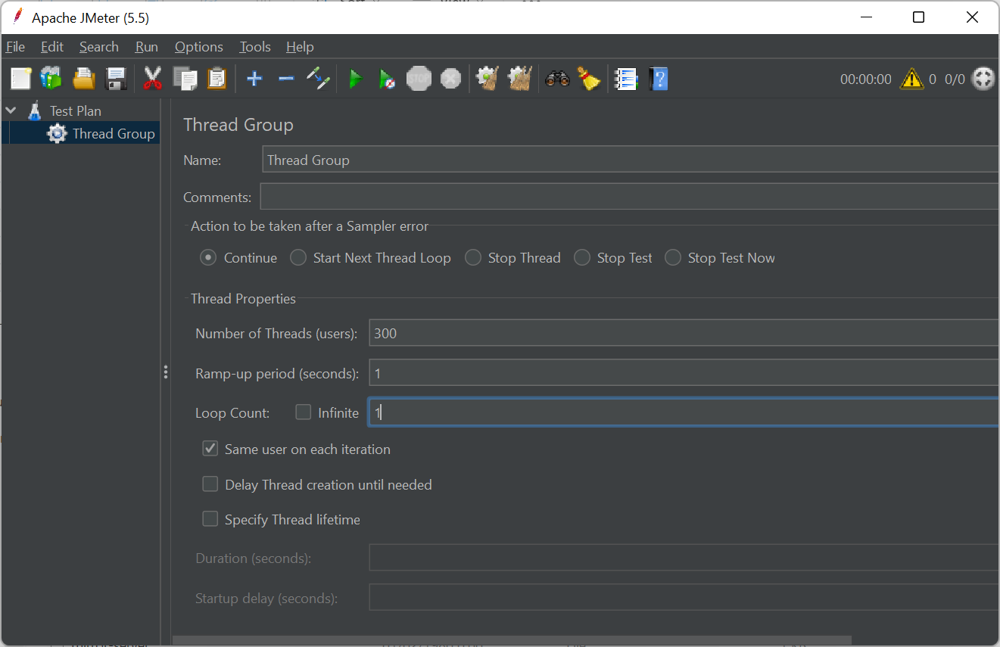 Apache JMeter (5.5)
File Edit Search Run Options Tools Help
STOP
00:00:00 0 0/0
Test Plan
Thread Group
Thread Group
Name: Thread Group
Comments:
Action to be taken after a Sampler error
Continue Start Next Thread Loop Stop Thread Stop Test Stop Test Now
Thread Properties
Number of Threads (users): 300
Ramp-up period (seconds): 1
Loop Count: Infinite 1
Same user on each iteration
Delay Thread creation until needed
Specify Thread lifetime
Duration (seconds):
Startup delay (seconds):